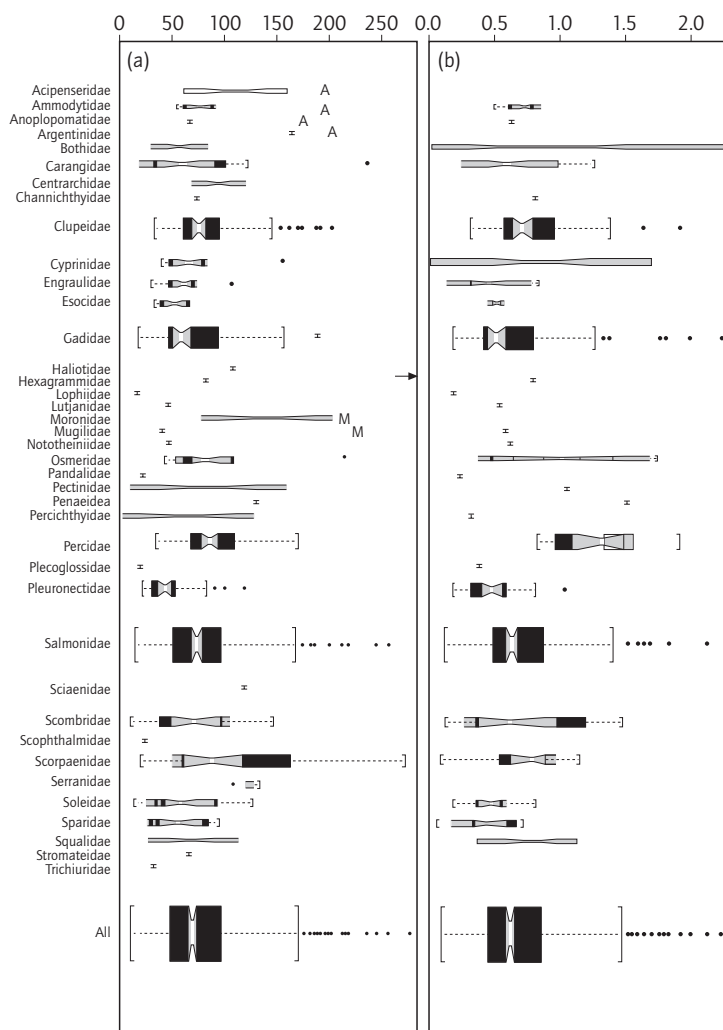 0 50 100 150 200 250 0.0 0.5 1.0 1.5 2.0
(a) (b)
Acipenseridae A
Ammodytidae A
Anoplopomatidae A
Argentinidae A
Bothidae
Carangidae
Centrarchidae
Channichthyidae
Clupeidae
Cyprinidae
Engraulidae
Esocidae
Gadidae
Haliotidae
Hexagrammidae
Lophiidae
Lutjanidae
Moronidae M
Mugilidae M
Nototheniidae
Osmeridae
Pandalidae
Pectinidae
Penaeidea
Percichthyidae
Percidae
Plecoglossidae
Pleuronectidae
Salmonidae
Sciaenidae
Scombridae
Scophthalmidae
Scorpaenidae
Serranidae
Soleidae
Sparidae
Squalidae
Stromateidae
Trichiuridae
All